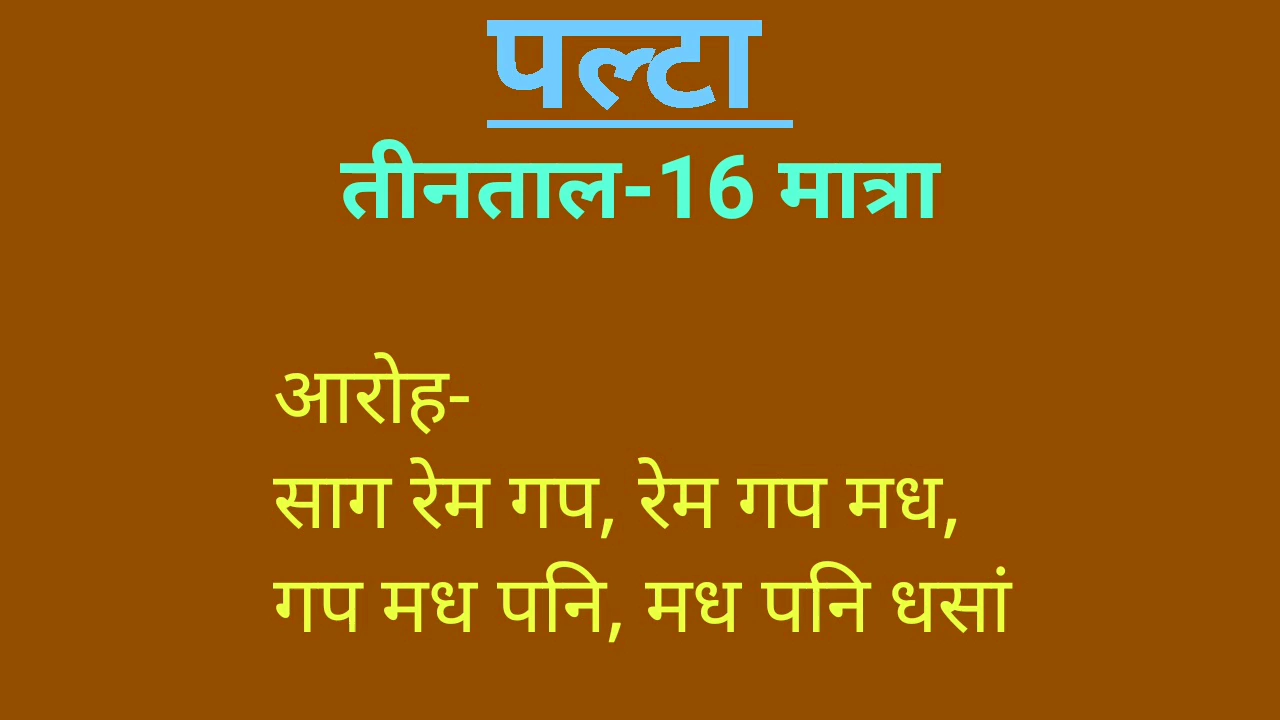 पल्टा
तीनताल-16 मात्रा
आरोह-
साग रेम गप, रेम गप मध,
गप मध पनि, मध पनि धसां